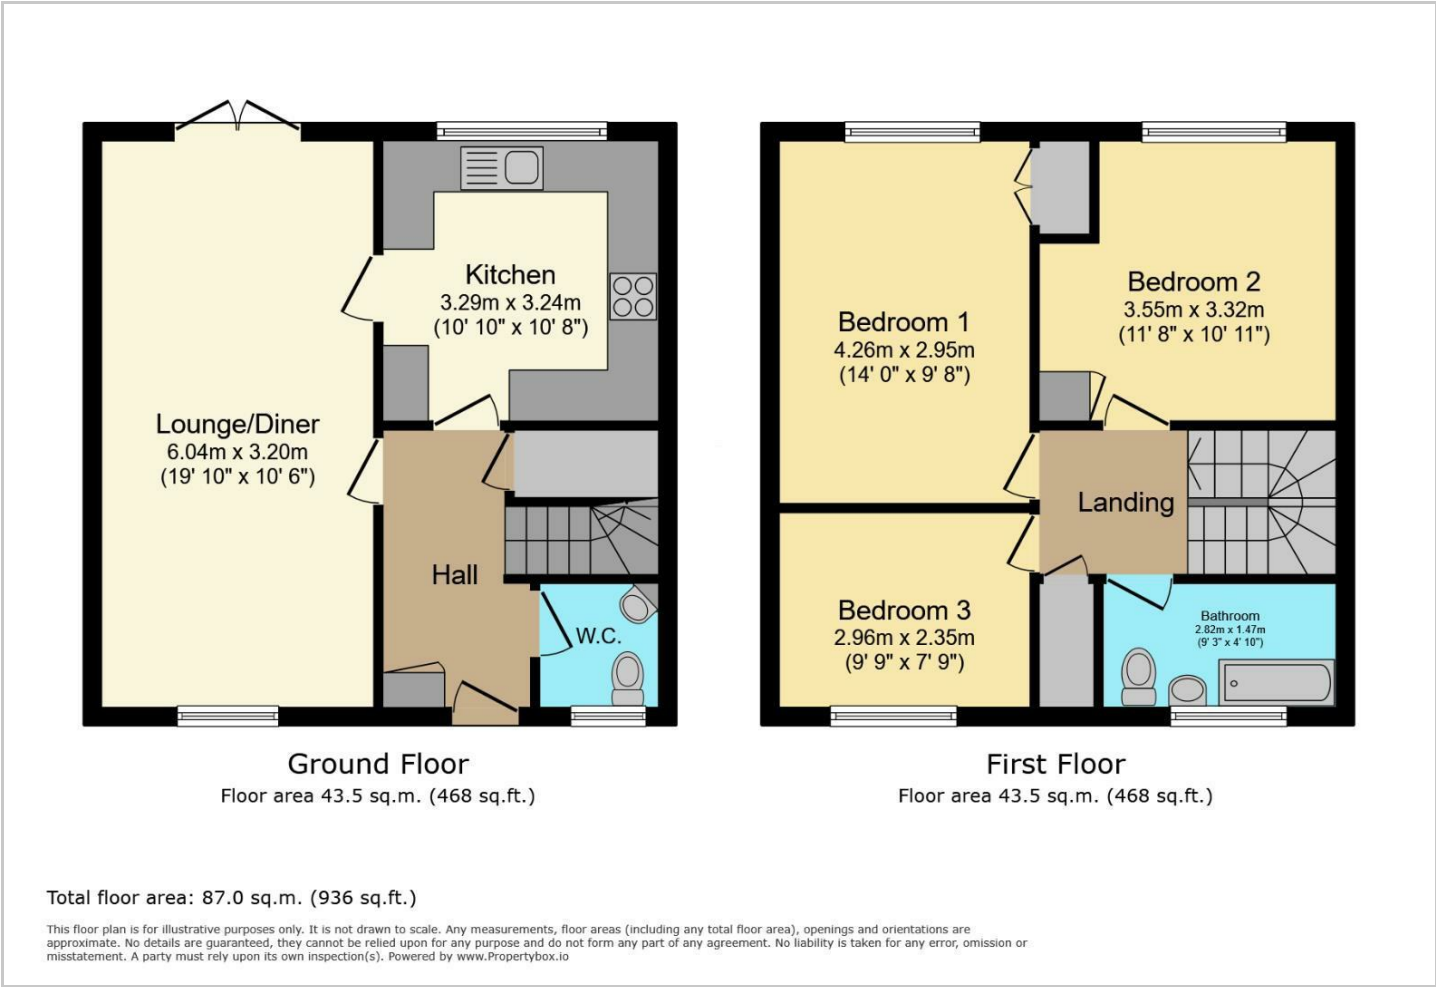 Kitchen
3.29m x 3.24m
(10' 10" x 10' 8")
Lounge/Diner
6.04m x 3.20m
(19' 10" x 10' 6")
Hall
W.C.
Ground Floor
Floor area 43.5 sq.m. (468 sq.ft.)
Bedroom 1
4.26m x 2.95m
(14' 0" x 9' 8")
Bedroom 2
3.55m x 3.32m
(11' 8" x 10' 11")
Landing
Bedroom 3
2.96m x 2.35m
(9' 9" x 7' 9")
Bathroom
2.82m x 1.47m
(9' 3" x 4' 10")
First Floor
Floor area 43.5 sq.m. (468 sq.ft.)
Total floor area: 87.0 sq.m. (936 sq.ft.)
This floor plan is for illustrative purposes only. It is not drawn to scale. Any measurements, floor areas (including any total floor area), openings and orientations are
approximate. No details are guaranteed, they cannot be relied upon for any purpose and do not form any part of any agreement. No liability is taken for any error, omission or
misstatement. A party must rely upon its own inspection(s). Powered by www.Propertybox.io